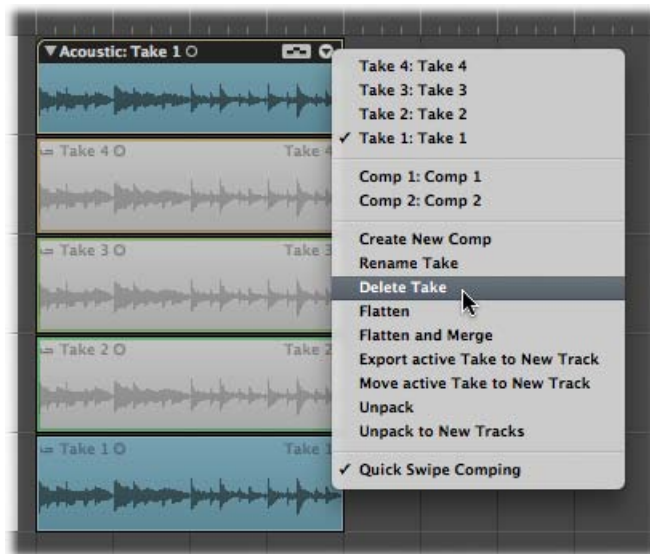 Acoustic: Take 1
Take 4 Take 4
Take 3 Take 3
Take 2 Take 2
Take 1 Take 1
Take 4: Take 4
Take 3: Take 3
Take 2: Take 2
✓ Take 1: Take 1
Comp 1: Comp 1
Comp 2: Comp 2
Create New Comp
Rename Take
Delete Take
Flatten
Flatten and Merge
Export active Take to New Track
Move active Take to New Track
Unpack
Unpack to New Tracks
✓ Quick Swipe Comping